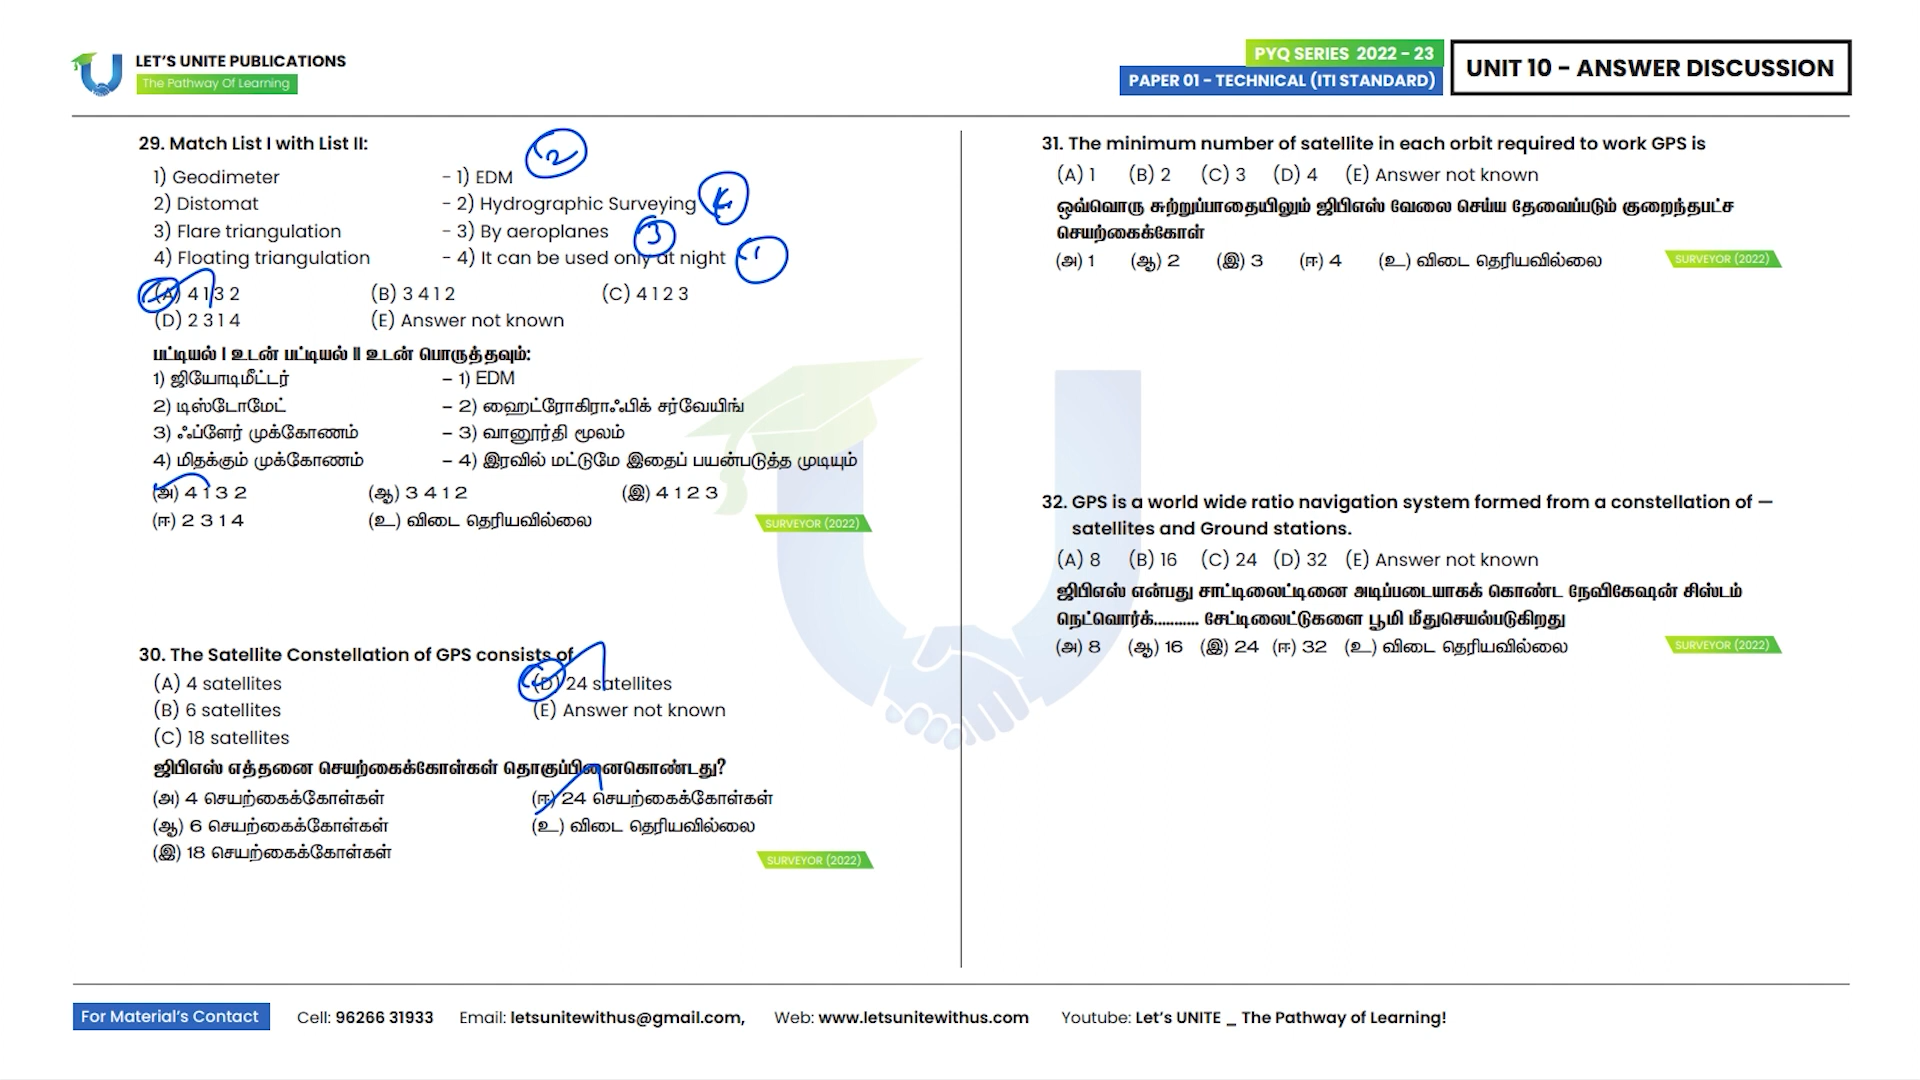 LET'S UNITE PUBLICATIONS
The Pathway Of Learning
PYQ SERIES 2022 - 23
PAPER 01 - TECHNICAL (ITI STANDARD)
UNIT 10 - ANSWER DISCUSSION
29. Match List I with List II:
1) Geodimeter - 1) EDM 2
2) Distomat - 2) Hydrographic Surveying 4
3) Flare triangulation - 3) By aeroplanes 3
4) Floating triangulation - 4) It can be used only at night 1
(A) 4 1 3 2 (B) 3 4 1 2 (C) 4 1 2 3
(D) 2 3 1 4 (E) Answer not known
பட்டியல் I உடன் பட்டியல் II உடன் பொருத்தவும்:
1) ஜியோடிமீட்டர் – 1) EDM
2) டிஸ்டோமேட் – 2) ஹைட்ரோகிராஃபிக் சர்வேயிங்
3) ஃப்ளேர் முக்கோணம் – 3) வானூர்தி மூலம்
4) மிதக்கும் முக்கோணம் – 4) இரவில் மட்டுமே இதைப் பயன்படுத்த முடியும்
(அ) 4 1 3 2 (ஆ) 3 4 1 2 (இ) 4 1 2 3
(ஈ) 2 3 1 4 (உ) விடை தெரியவில்லை
SURVEYOR (2022)
30. The Satellite Constellation of GPS consists of
(A) 4 satellites (D) 24 satellites
(B) 6 satellites (E) Answer not known
(C) 18 satellites
ஜிபிஎஸ் எத்தனை செயற்கைக்கோள்கள் தொகுப்பினைகொண்டது?
(அ) 4 செயற்கைக்கோள்கள் (ஈ) 24 செயற்கைக்கோள்கள்
(ஆ) 6 செயற்கைக்கோள்கள் (உ) விடை தெரியவில்லை
(இ) 18 செயற்கைக்கோள்கள்
SURVEYOR (2022)
31. The minimum number of satellite in each orbit required to work GPS is
(A) 1 (B) 2 (C) 3 (D) 4 (E) Answer not known
ஒவ்வொரு சுற்றுப்பாதையிலும் ஜிபிஎஸ் வேலை செய்ய தேவைப்படும் குறைந்தபட்ச
செயற்கைக்கோள்
(அ) 1 (ஆ) 2 (இ) 3 (ஈ) 4 (உ) விடை தெரியவில்லை
SURVEYOR (2022)
32. GPS is a world wide ratio navigation system formed from a constellation of —
satellites and Ground stations.
(A) 8 (B) 16 (C) 24 (D) 32 (E) Answer not known
ஜிபிஎஸ் என்பது சாட்டிலைட்டினை அடிப்படையாகக் கொண்ட நேவிகேஷன் சிஸ்டம்
நெட்வொர்க்........... சேட்டிலைட்டுகளை பூமி மீதுசெயல்படுகிறது
(அ) 8 (ஆ) 16 (இ) 24 (ஈ) 32 (உ) விடை தெரியவில்லை
SURVEYOR (2022)
For Material's Contact Cell: 96266 31933 Email: letsunitewithus@gmail.com, Web: www.letsunitewithus.com Youtube: Let's UNITE _ The Pathway of Learning!